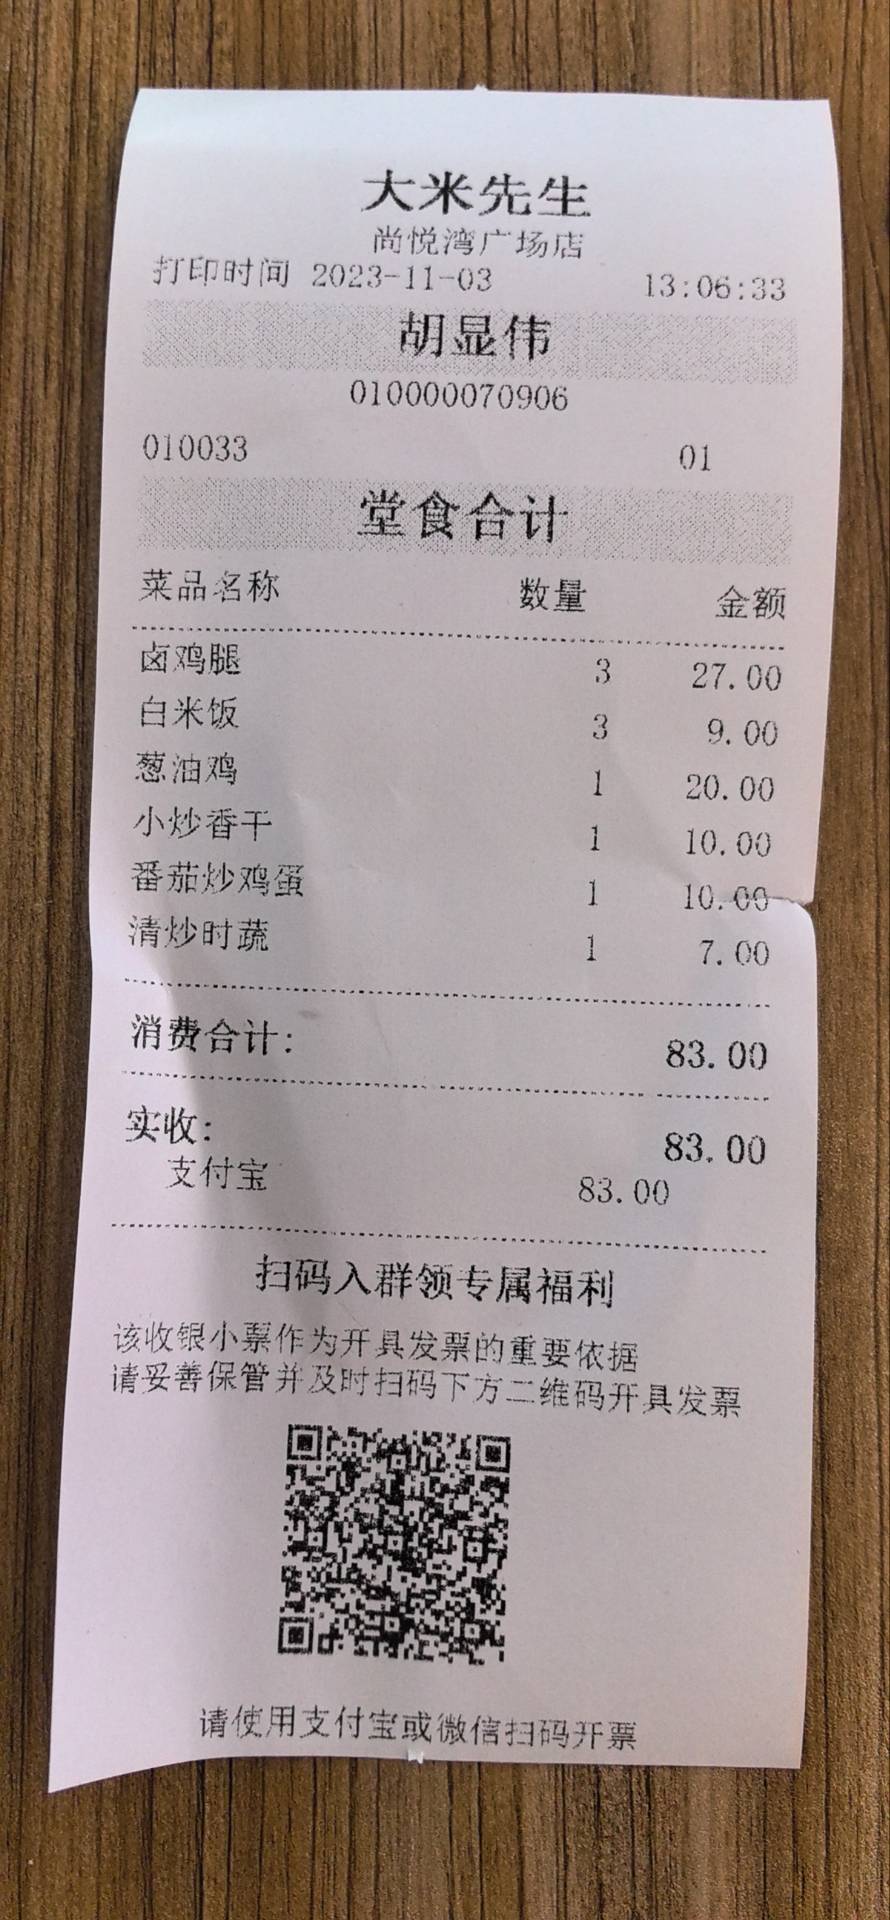 大米先生
尚悦湾广场店
打印时间 2023-11-03 13:06:33
胡显伟
010000070906
010033 01
堂食合计
菜品名称 数量 金额
卤鸡腿 3 27.00
白米饭 3 9.00
葱油鸡 1 20.00
小炒香干 1 10.00
番茄炒鸡蛋 1 10.00
清炒时蔬 1 7.00
消费合计: 83.00
实收: 83.00
支付宝 83.00
扫码入群领专属福利
该收银小票作为开具发票的重要依据
请妥善保管并及时扫码下方二维码开具发票
请使用支付宝或微信扫码开票